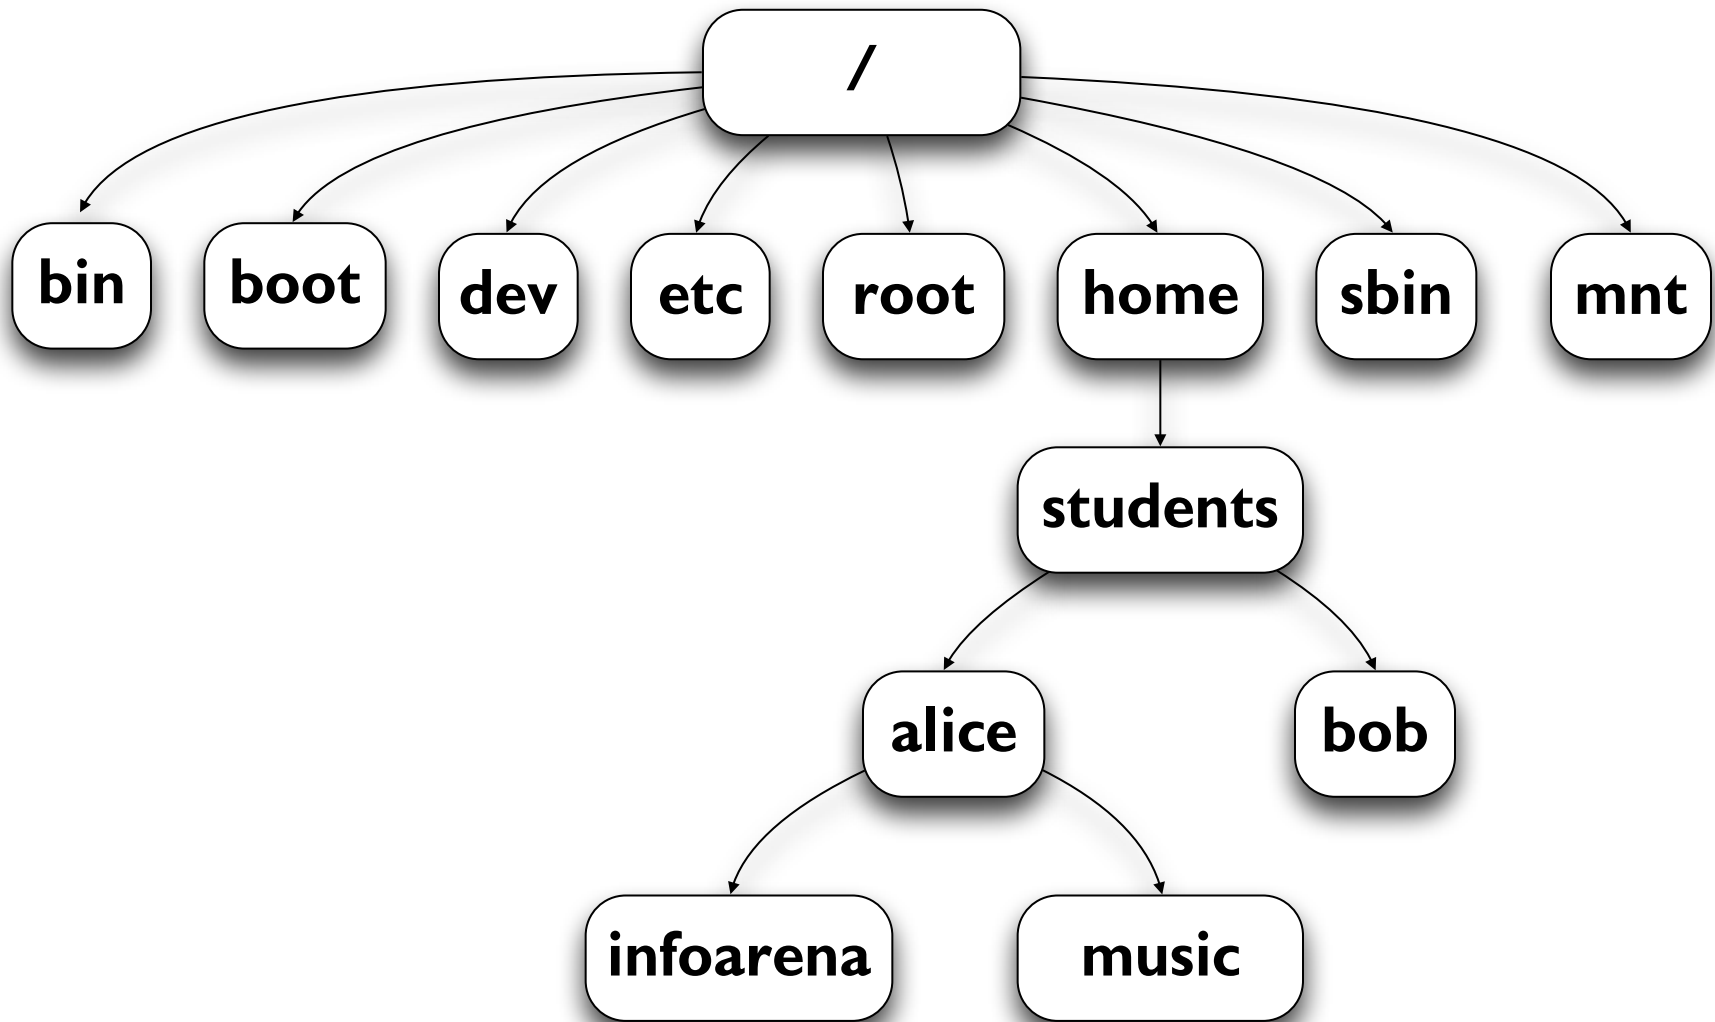 /
bin boot dev etc root home sbin mnt
students
alice bob
infoarena music